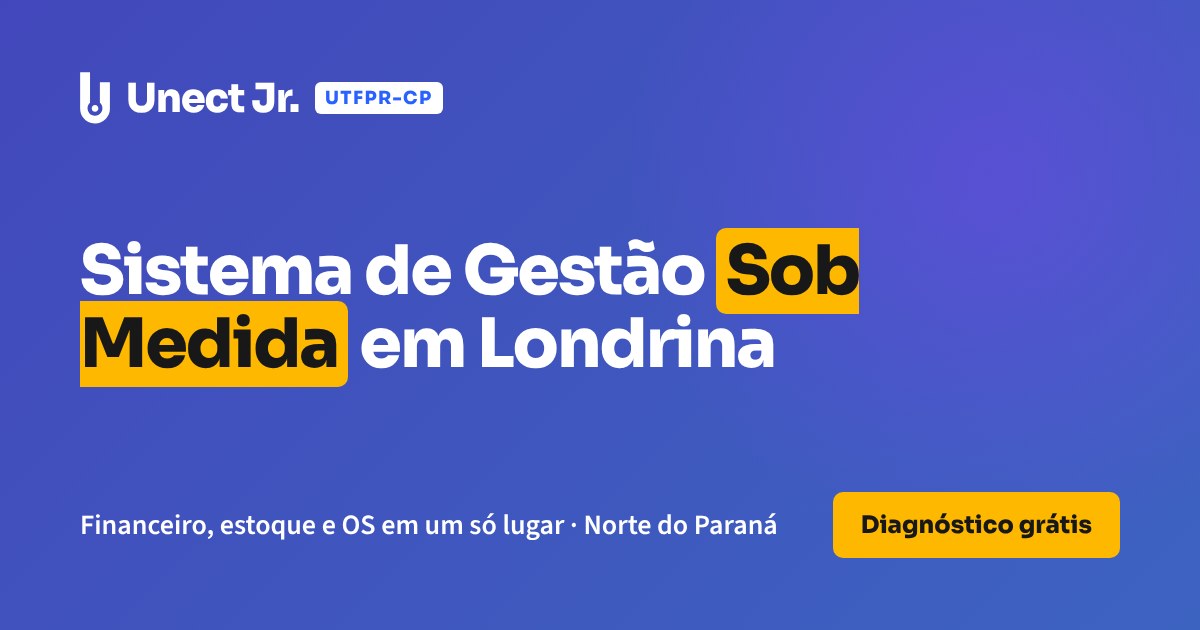 Unect Jr. UTFPR-CP
Sistema de Gestão Sob
Medida em Londrina
Financeiro, estoque e OS em um só lugar · Norte do Paraná
Diagnóstico grátis